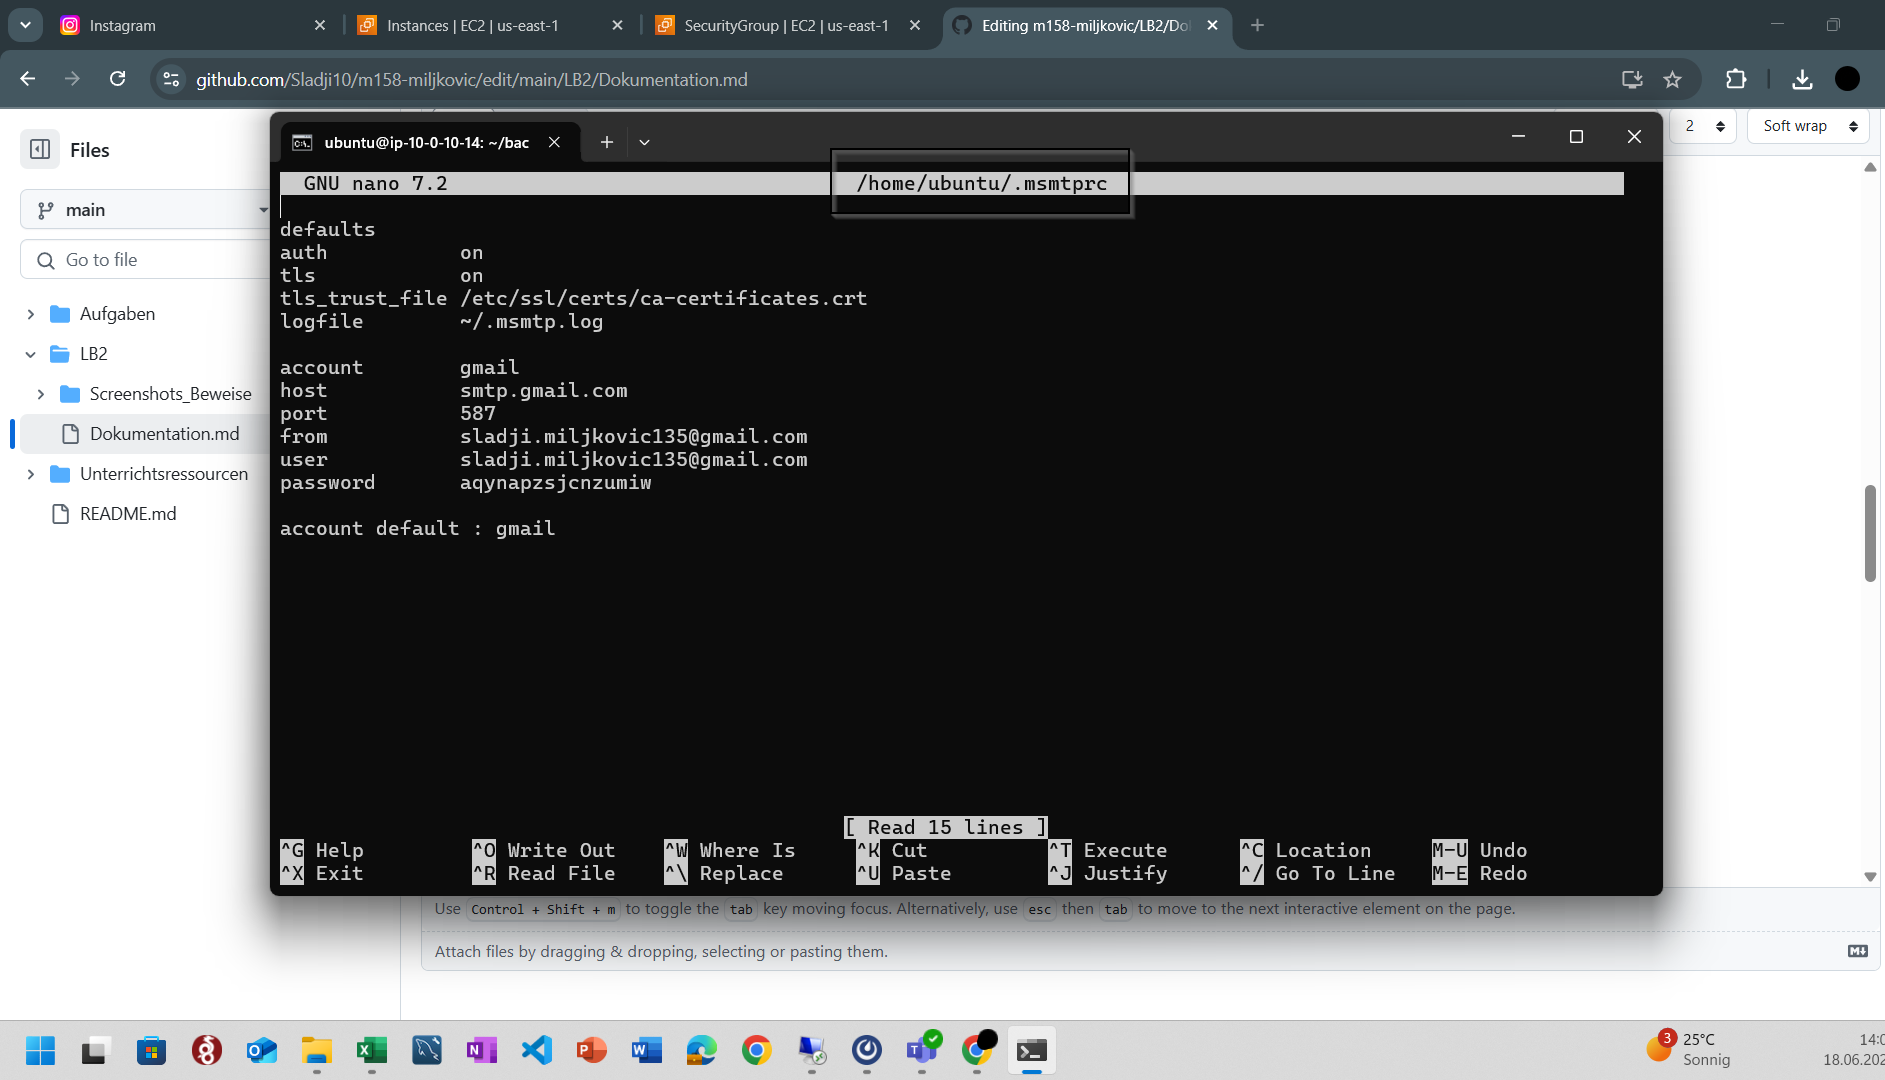 Instagram
Instances | EC2 | us-east-1
SecurityGroup | EC2 | us-east-1
Editing m158-miljkovic/LB2/Do
github.com/Sladji10/m158-miljkovic/edit/main/LB2/Dokumentation.md
Files
main
Go to file
Aufgaben
LB2
Screenshots_Beweise
Dokumentation.md
Unterrichtsressourcen
README.md
2
Soft wrap
ubuntu@ip-10-0-10-14: ~/bac
GNU nano 7.2 /home/ubuntu/.msmtprc
defaults
auth on
tls on
tls_trust_file /etc/ssl/certs/ca-certificates.crt
logfile ~/.msmtp.log
account gmail
host smtp.gmail.com
port 587
from sladji.miljkovic135@gmail.com
user sladji.miljkovic135@gmail.com
password aqynapzsjcnzumiw
account default : gmail
[ Read 15 lines ]
^G Help ^O Write Out ^W Where Is ^K Cut ^T Execute ^C Location M-U Undo
^X Exit ^R Read File ^\ Replace ^U Paste ^J Justify ^/ Go To Line M-E Redo
Use Control + Shift + m to toggle the tab key moving focus. Alternatively, use esc then tab to move to the next interactive element on the page.
Attach files by dragging & dropping, selecting or pasting them.
3
25°C
Sonnig
14:0
18.06.202